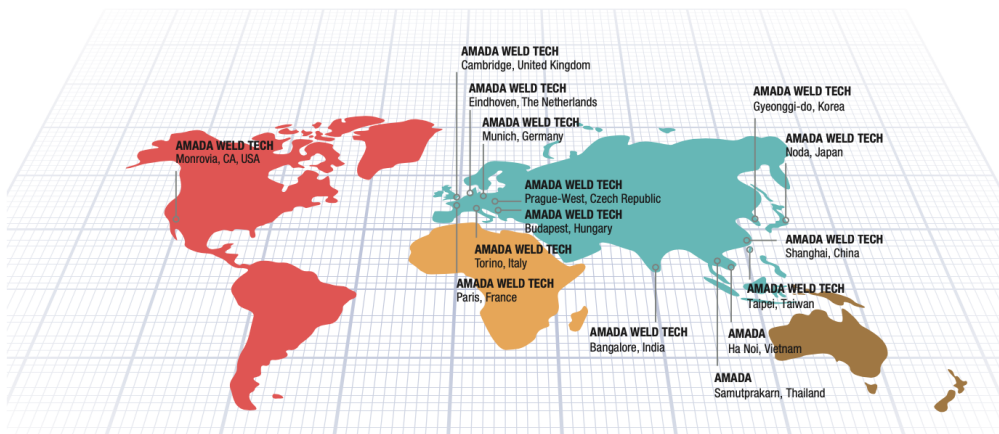 AMADA WELD TECH
Cambridge, United Kingdom
AMADA WELD TECH
Eindhoven, The Netherlands
AMADA WELD TECH
Gyeonggi-do, Korea
AMADA WELD TECH
Munich, Germany
AMADA WELD TECH
Noda, Japan
AMADA WELD TECH
Monrovia, CA, USA
AMADA WELD TECH
Prague-West, Czech Republic
AMADA WELD TECH
Budapest, Hungary
AMADA WELD TECH
Shanghai, China
AMADA WELD TECH
Torino, Italy
AMADA WELD TECH
Paris, France
AMADA WELD TECH
Taipei, Taiwan
AMADA WELD TECH
Bangalore, India
AMADA
Ha Noi, Vietnam
AMADA
Samutprakarn, Thailand